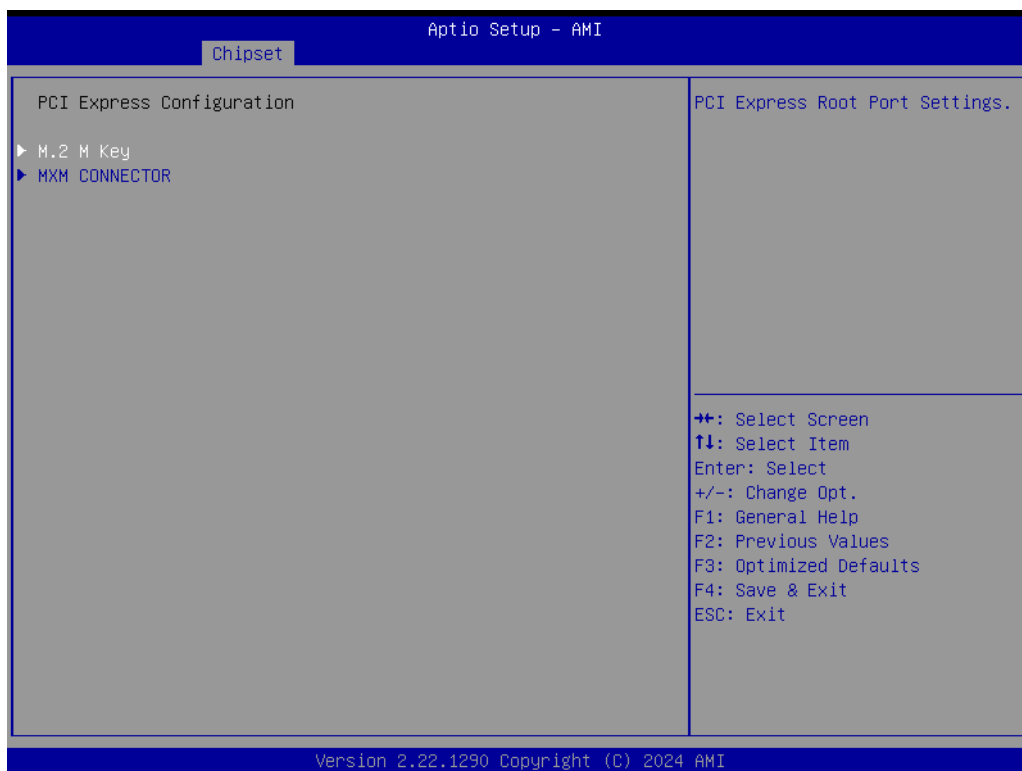 Aptio Setup – AMI
Chipset
PCI Express Configuration
M.2 M Key
MXM CONNECTOR
PCI Express Root Port Settings.
→←: Select Screen
↑↓: Select Item
Enter: Select
+/-: Change Opt.
F1: General Help
F2: Previous Values
F3: Optimized Defaults
F4: Save & Exit
ESC: Exit
Version 2.22.1290 Copyright (C) 2024 AMI